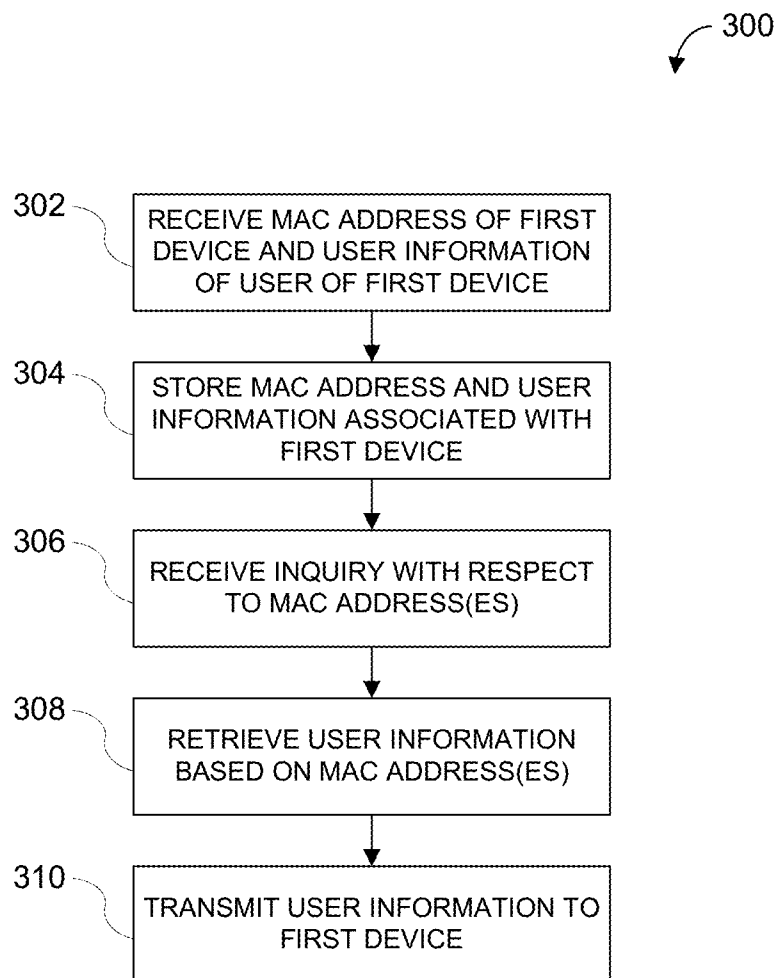 300
302
RECEIVE MAC ADDRESS OF FIRST
DEVICE AND USER INFORMATION
OF USER OF FIRST DEVICE
304
STORE MAC ADDRESS AND USER
INFORMATION ASSOCIATED WITH
FIRST DEVICE
306
RECEIVE INQUIRY WITH RESPECT
TO MAC ADDRESS(ES)
308
RETRIEVE USER INFORMATION
BASED ON MAC ADDRESS(ES)
310
TRANSMIT USER INFORMATION TO
FIRST DEVICE